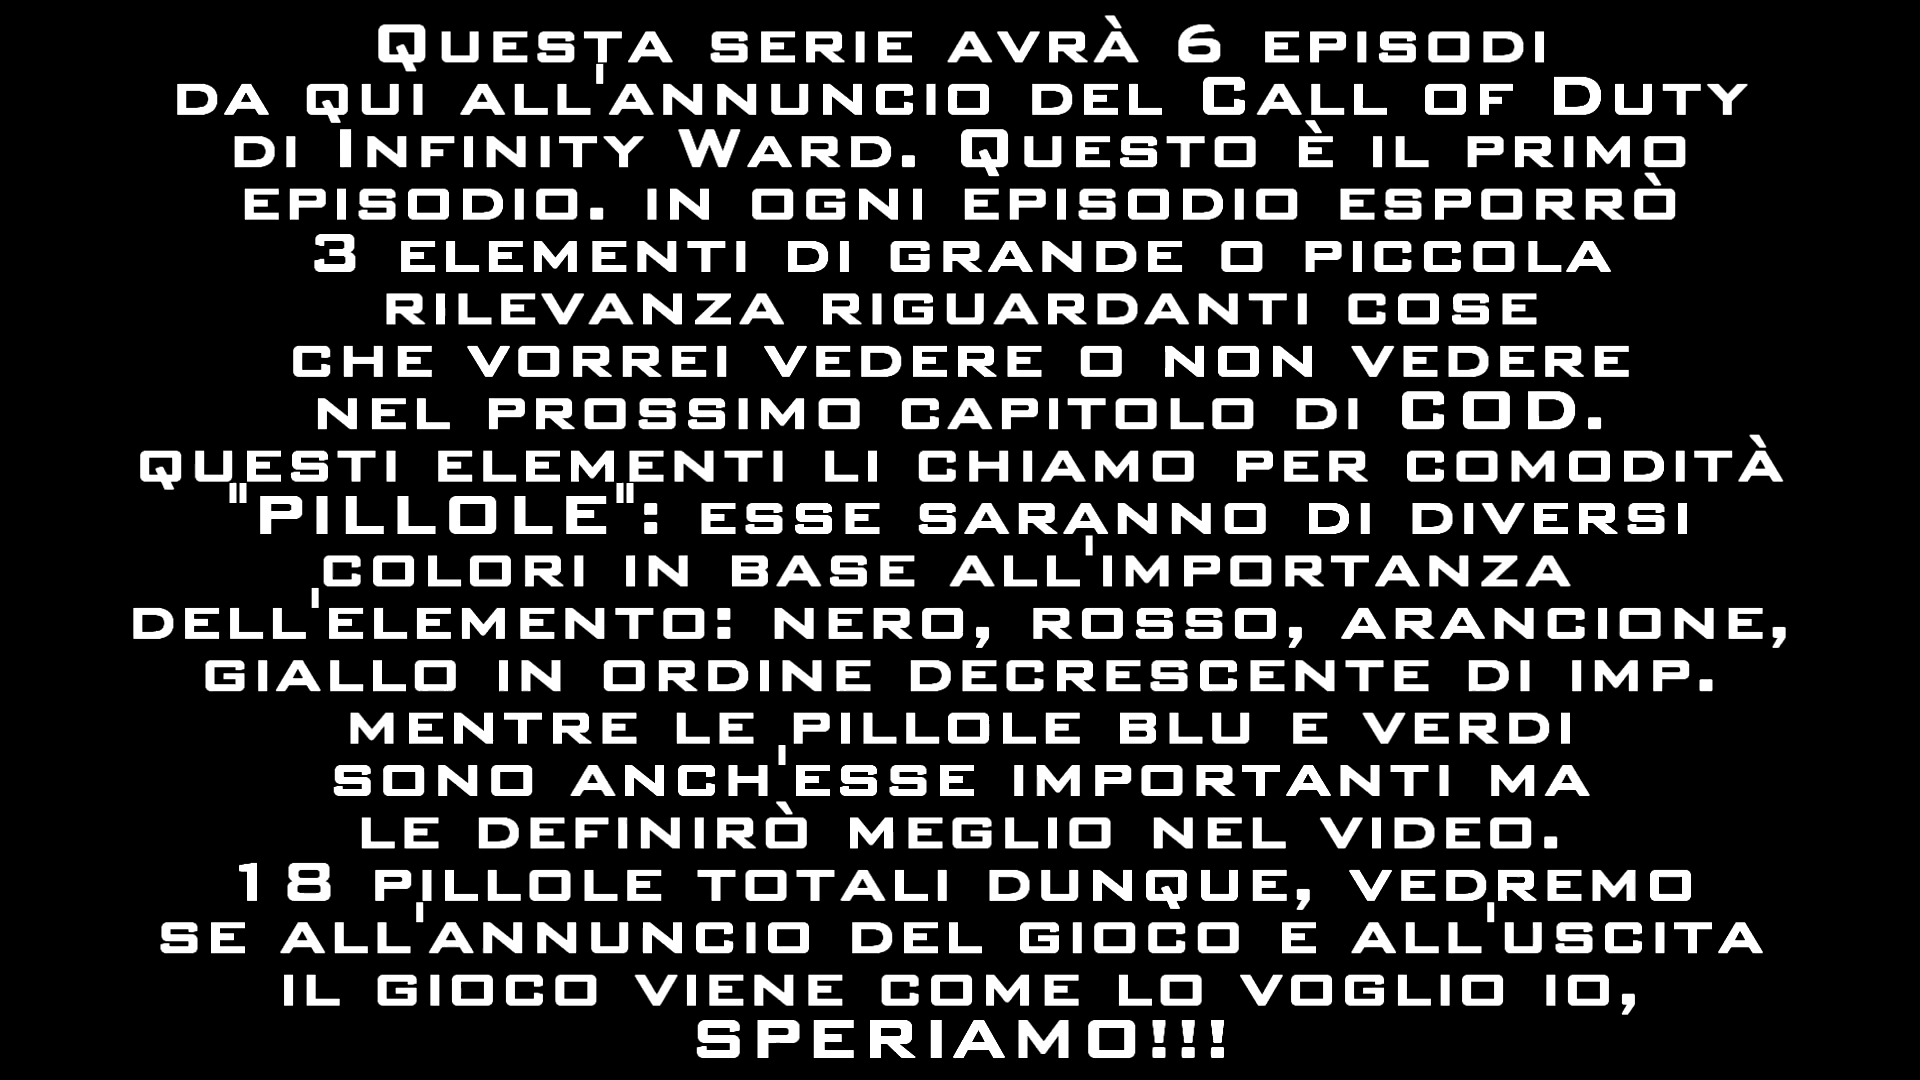 Questa serie avrà 6 episodi
da qui all'annuncio del Call of Duty
di Infinity Ward. Questo è il primo
episodio. in ogni episodio esporrò
3 elementi di grande o piccola
rilevanza riguardanti cose
che vorrei vedere o non vedere
nel prossimo capitolo di COD.
questi elementi li chiamo per comodità
"PILLOLE": esse saranno di diversi
colori in base all'importanza
dell'elemento: nero, rosso, arancione,
giallo in ordine decrescente di imp.
mentre le pillole blu e verdi
sono anch'esse importanti ma
le definirò meglio nel video.
18 pillole totali dunque, vedremo
se all'annuncio del gioco e all'uscita
il gioco viene come lo voglio io,
SPERIAMO!!!